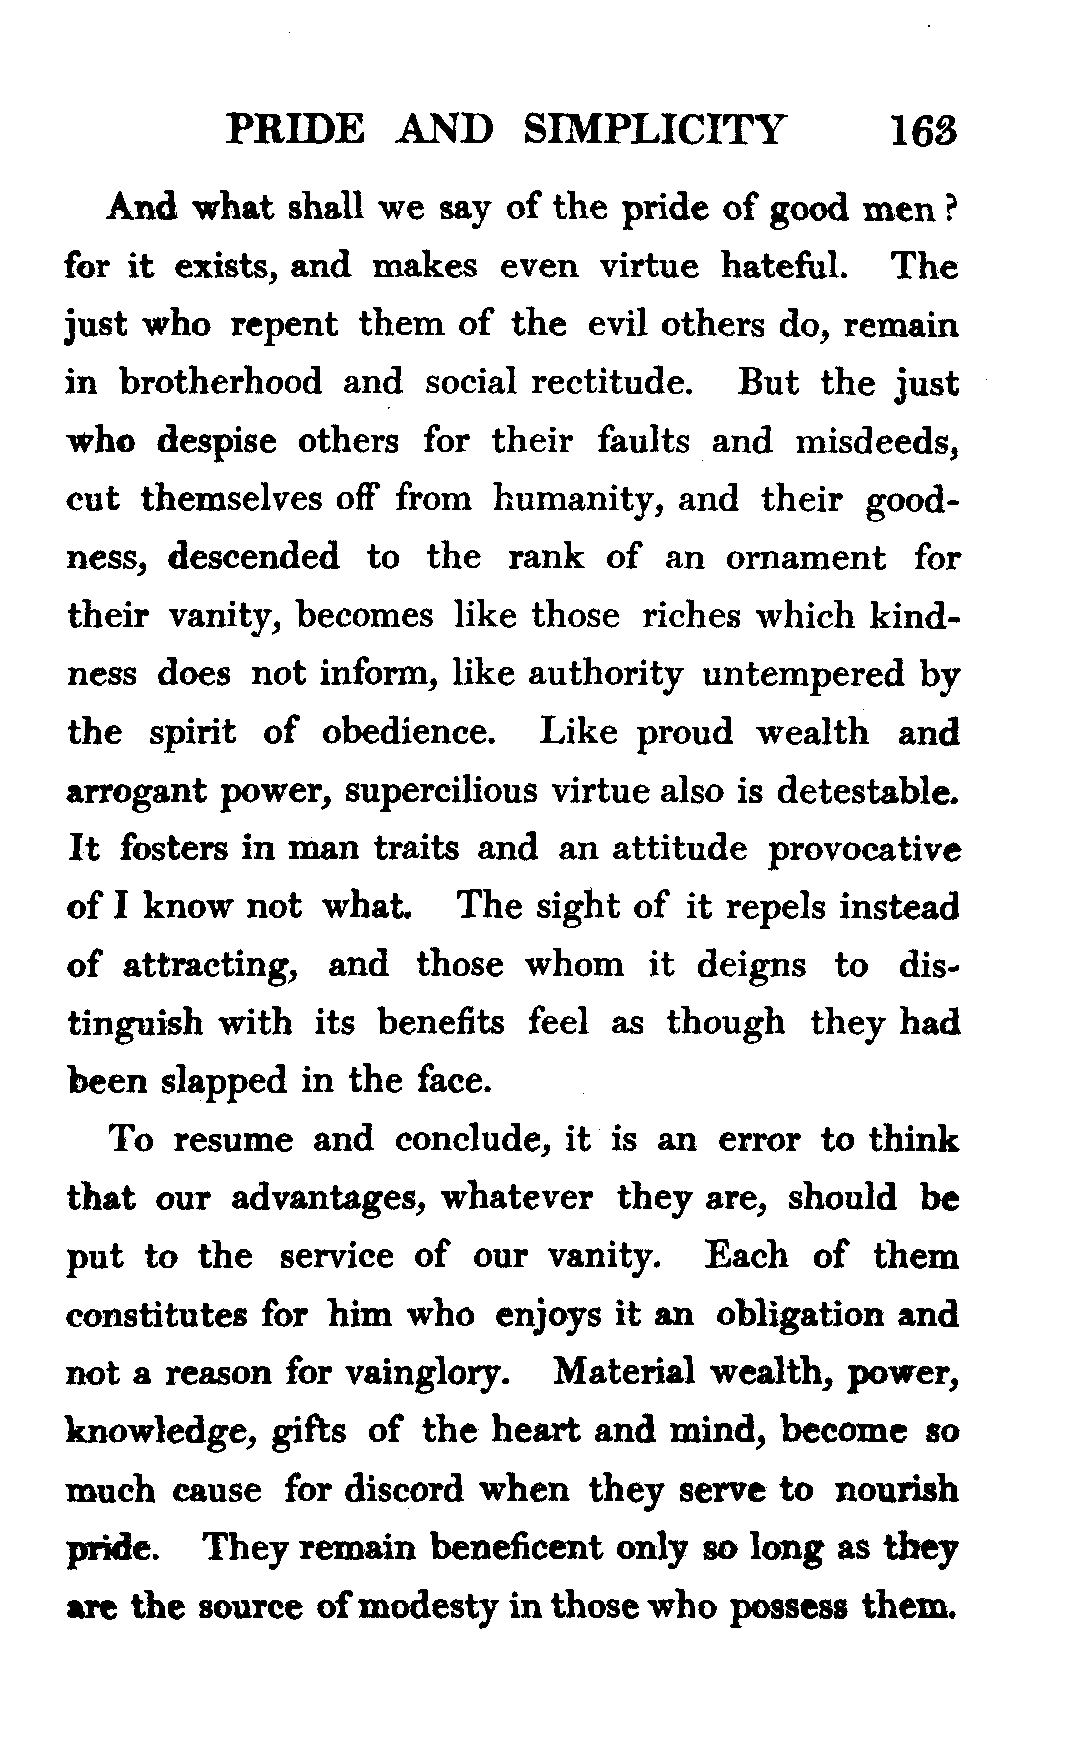 PRIDE AND SIMPLICITY 163
And what shall we say of the pride of good men?
for it exists, and makes even virtue hateful. The
just who repent them of the evil others do, remain
in brotherhood and social rectitude. But the just
who despise others for their faults and misdeeds,
cut themselves off from humanity, and their good-
ness, descended to the rank of an ornament for
their vanity, becomes like those riches which kind-
ness does not inform, like authority untempered by
the spirit of obedience. Like proud wealth and
arrogant power, supercilious virtue also is detestable.
It fosters in man traits and an attitude provocative
of I know not what. The sight of it repels instead
of attracting, and those whom it deigns to dis-
tinguish with its benefits feel as though they had
been slapped in the face.
To resume and conclude, it is an error to think
that our advantages, whatever they are, should be
put to the service of our vanity. Each of them
constitutes for him who enjoys it an obligation and
not a reason for vainglory. Material wealth, power,
knowledge, gifts of the heart and mind, become so
much cause for discord when they serve to nourish
pride. They remain beneficent only so long as they
are the source of modesty in those who possess them.